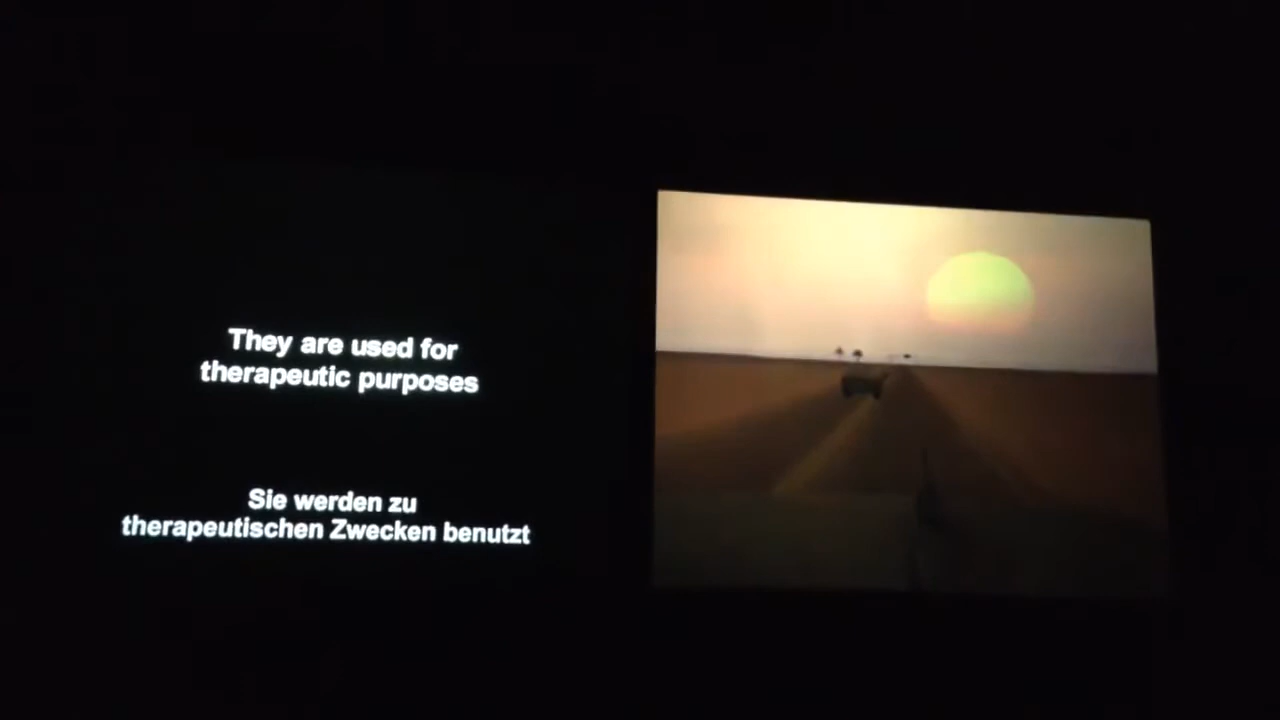 They are used for
therapeutic purposes
Sie werden zu
therapeutischen Zwecken benutzt